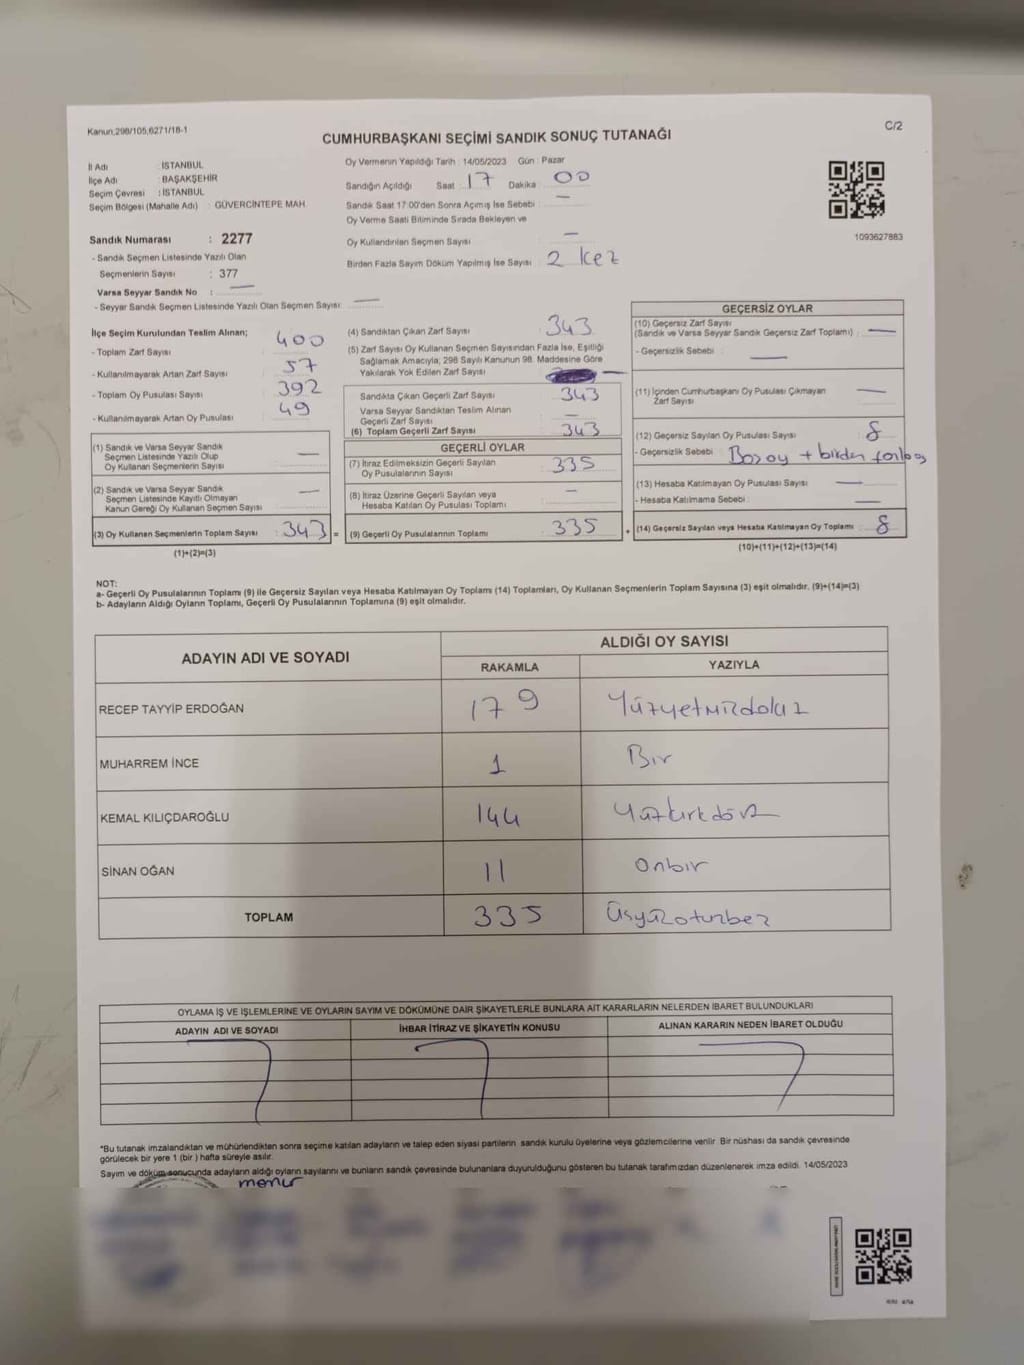 Kanun,298/105,6271/18-1
C/2
CUMHURBAŞKANI SEÇİMİ SANDIK SONUÇ TUTANAĞI
İl Adı : İSTANBUL
İlçe Adı : BAŞAKŞEHİR
Seçim Çevresi : İSTANBUL
Seçim Bölgesi (Mahalle Adı) : GÜVERCİNTEPE MAH.
Sandık Numarası : 2277
- Sandık Seçmen Listesinde Yazılı Olan
Seçmenlerin Sayısı : 377
Varsa Seyyar Sandık No : —
- Seyyar Sandık Seçmen Listesinde Yazılı Olan Seçmen Sayısı : —
Oy Vermenin Yapıldığı Tarih : 14/05/2023 Gün : Pazar
Sandığın Açıldığı Saat : 17 Dakika : 00
Sandık Saat 17:00'den Sonra Açımış İse Sebebi : —
Oy Verme Saati Bitiminde Sırada Bekleyen ve
Oy Kullandırılan Seçmen Sayısı : —
Birden Fazla Sayım Döküm Yapılmış İse Sayısı : 2 kez
1093627883
İlçe Seçim Kurulundan Teslim Alınan;
- Toplam Zarf Sayısı : 400
- Kullanılmayarak Artan Zarf Sayısı : 57
- Toplam Oy Pusulası Sayısı : 392
- Kullanılmayarak Artan Oy Pusulası : 49
(1) Sandık ve Varsa Seyyar Sandık
Seçmen Listesinde Yazılı Olup
Oy Kullanan Seçmenlerin Sayısı : —
(2) Sandık ve Varsa Seyyar Sandık
Seçmen Listesinde Kayıtlı Olmayan
Kanun Gereği Oy Kullanan Seçmen Sayısı : —
(3) Oy Kullanan Seçmenlerin Toplam Sayısı : 343 =
(1)+(2)=(3)
(4) Sandıktan Çıkan Zarf Sayısı : 343
(5) Zarf Sayısı Oy Kullanan Seçmen Sayısından Fazla İse, Eşitliği
Sağlamak Amacıyla; 298 Sayılı Kanunun 98. Maddesine Göre
Yakılarak Yok Edilen Zarf Sayısı : —
Sandıkta Çıkan Geçerli Zarf Sayısı : 343
Varsa Seyyar Sandıktan Teslim Alınan
Geçerli Zarf Sayısı : —
(6) Toplam Geçerli Zarf Sayısı : 343
GEÇERLİ OYLAR
(7) İtiraz Edilmeksizin Geçerli Sayılan
Oy Pusulalarının Sayısı : 335
(8) İtiraz Üzerine Geçerli Sayılan veya
Hesaba Katılan Oy Pusulası Toplamı : —
(9) Geçerli Oy Pusulalarının Toplamı : 335 +
GEÇERSİZ OYLAR
(10) Geçersiz Zarf Sayısı
(Sandık ve Varsa Seyyar Sandık Geçersiz Zarf Toplamı) : —
- Geçersizlik Sebebi : —
(11) İçinden Cumhurbaşkanı Oy Pusulası Çıkmayan
Zarf Sayısı : —
(12) Geçersiz Sayılan Oy Pusulası Sayısı : 8
- Geçersizlik Sebebi : Boş oy + birden fazla oy
(13) Hesaba Katılmayan Oy Pusulası Sayısı : —
- Hesaba Katılmama Sebebi : —
(14) Geçersiz Sayılan veya Hesaba Katılmayan Oy Toplamı : 8
(10)+(11)+(12)+(13)=(14)
NOT:
a- Geçerli Oy Pusulalarının Toplamı (9) ile Geçersiz Sayılan veya Hesaba Katılmayan Oy Toplamı (14) Toplamları, Oy Kullanan Seçmenlerin Toplam Sayısına (3) eşit olmalıdır. (9)+(14)=(3)
b- Adayların Aldığı Oyların Toplamı, Geçerli Oy Pusulalarının Toplamına (9) eşit olmalıdır.
ADAYIN ADI VE SOYADI ALDIĞI OY SAYISI
RAKAMLA YAZIYLA
RECEP TAYYİP ERDOĞAN 179 Yüzyetmizdokuz
MUHARREM İNCE 1 Bir
KEMAL KILIÇDAROĞLU 144 Yüzkırkdört
SİNAN OĞAN 11 Onbir
TOPLAM 335 Üçyüzotuzbeş
OYLAMA İŞ VE İŞLEMLERİNE VE OYLARIN SAYIM VE DÖKÜMÜNE DAİR ŞİKAYETLERLE BUNLARA AİT KARARLARIN NELERDEN İBARET BULUNDUKLARI
ADAYIN ADI VE SOYADI İHBAR İTİRAZ VE ŞİKAYETİN KONUSU ALINAN KARARIN NEDEN İBARET OLDUĞU
*Bu tutanak imzalandıktan ve mühürlendikten sonra seçime katılan adayların ve talep eden siyasi partilerin sandık kurulu üyelerine veya gözlemcilerine verilir. Bir nüshası da sandık çevresinde
görülecek bir yere 1 (bir) hafta süreyle asılır.
Sayım ve döküm sonucunda adayların aldığı oyların sayılarını ve bunların sandık çevresinde bulunanlara duyurulduğunu gösteren bu tutanak tarafımızdan düzenlenerek imza edildi. 14/05/2023
memur